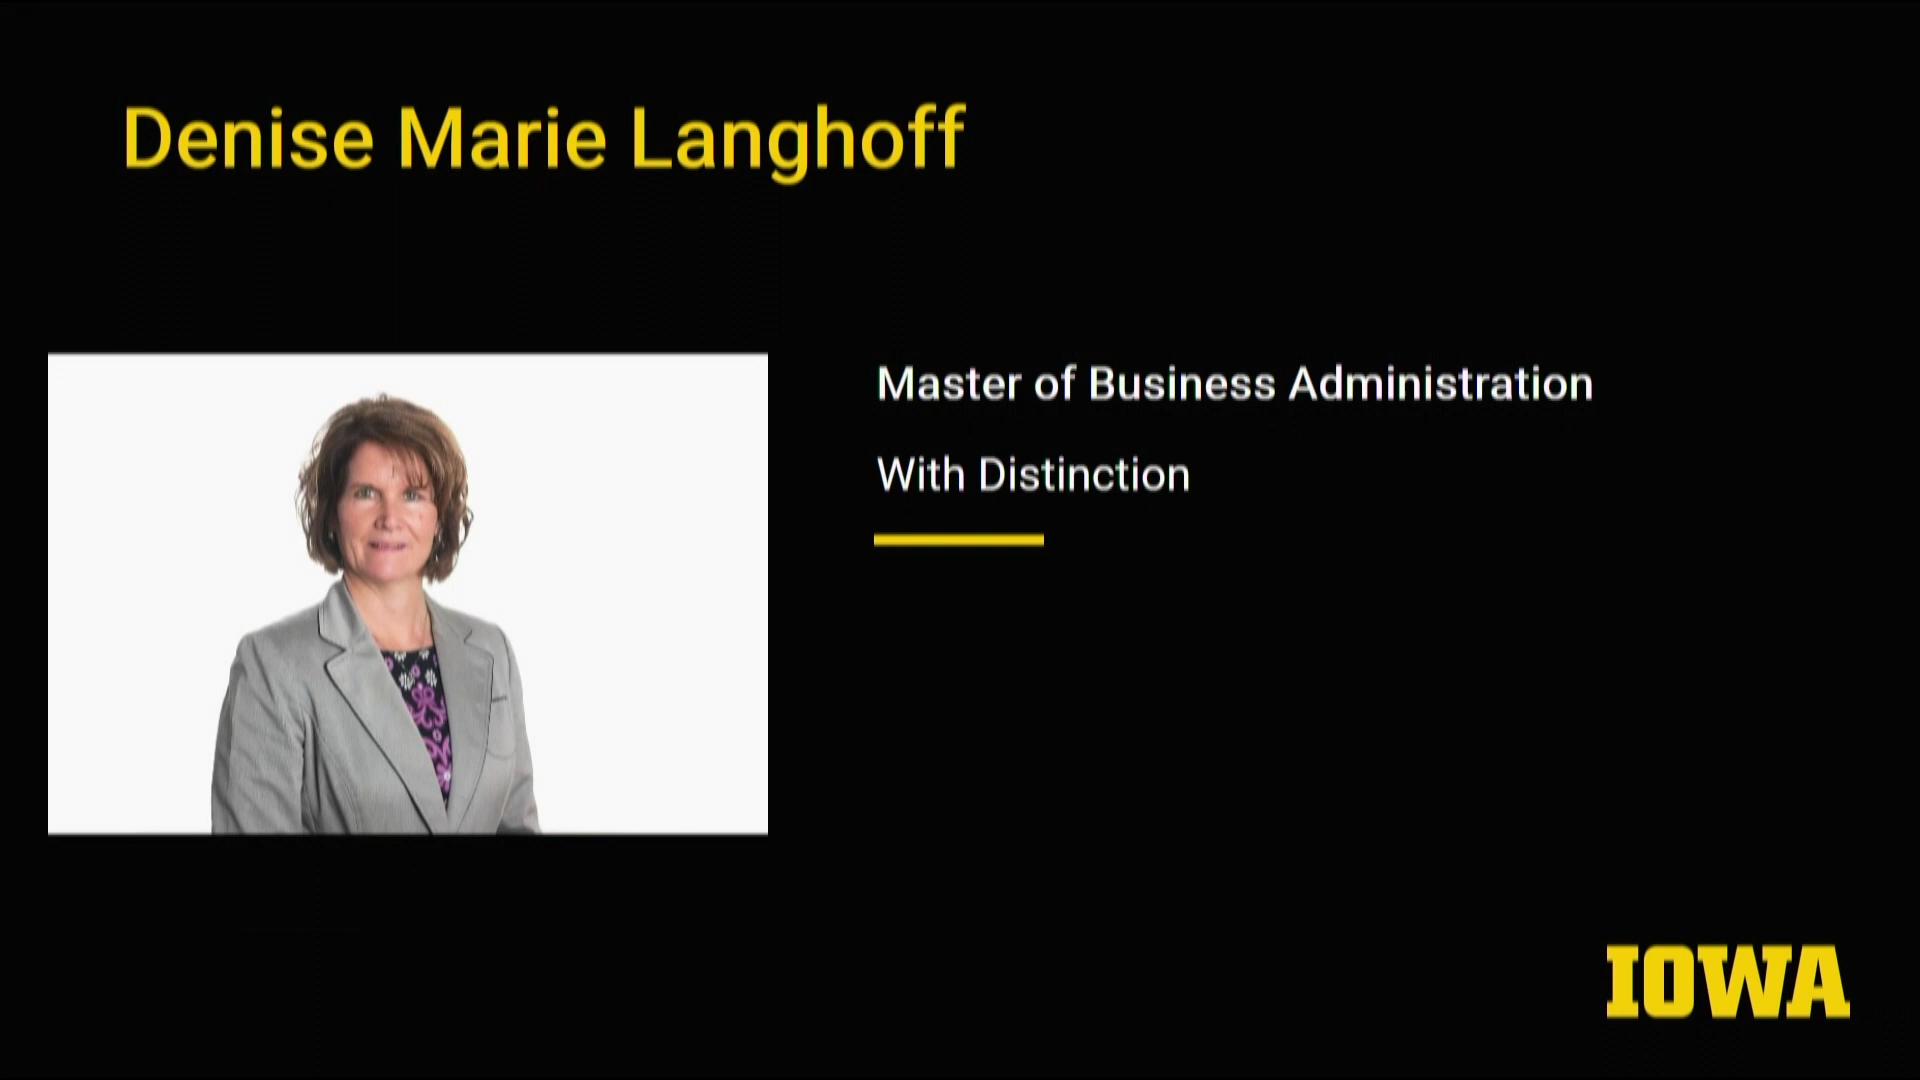 Denise Marie Langhoff
Master of Business Administration
With Distinction
IOWA